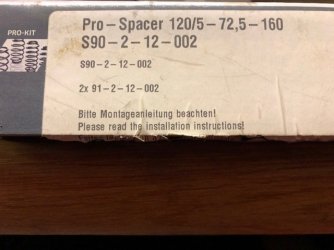 PRO-KIT
Pro-Spacer 120/5-72,5-160
S90-2-12-002
S90-2-12-002
2x 91-2-12-002
Bitte Montageanleitung beachten!
Please read the installation instructions!